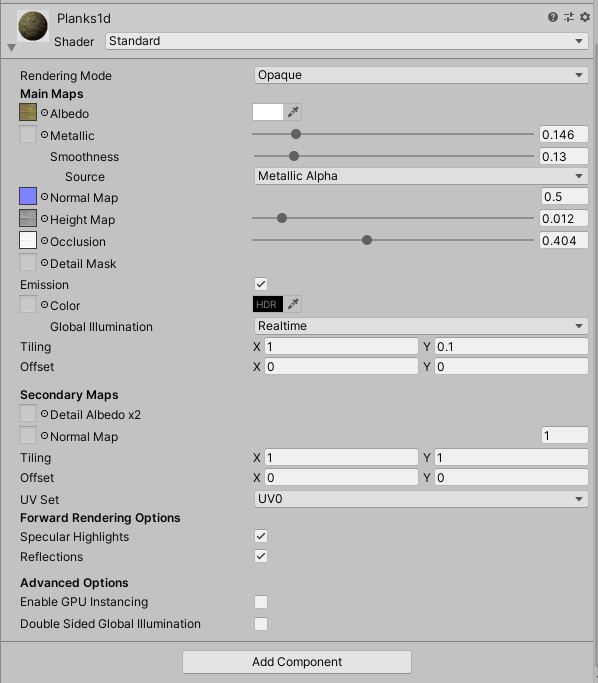 Planks1d
Shader Standard
Rendering Mode Opaque
Main Maps
Albedo
Metallic 0.146
Smoothness 0.13
Source Metallic Alpha
Normal Map 0.5
Height Map 0.012
Occlusion 0.404
Detail Mask
Emission
Color HDR
Global Illumination Realtime
Tiling X 1 Y 0.1
Offset X 0 Y 0
Secondary Maps
Detail Albedo x2
Normal Map 1
Tiling X 1 Y 1
Offset X 0 Y 0
UV Set UV0
Forward Rendering Options
Specular Highlights
Reflections
Advanced Options
Enable GPU Instancing
Double Sided Global Illumination
Add Component